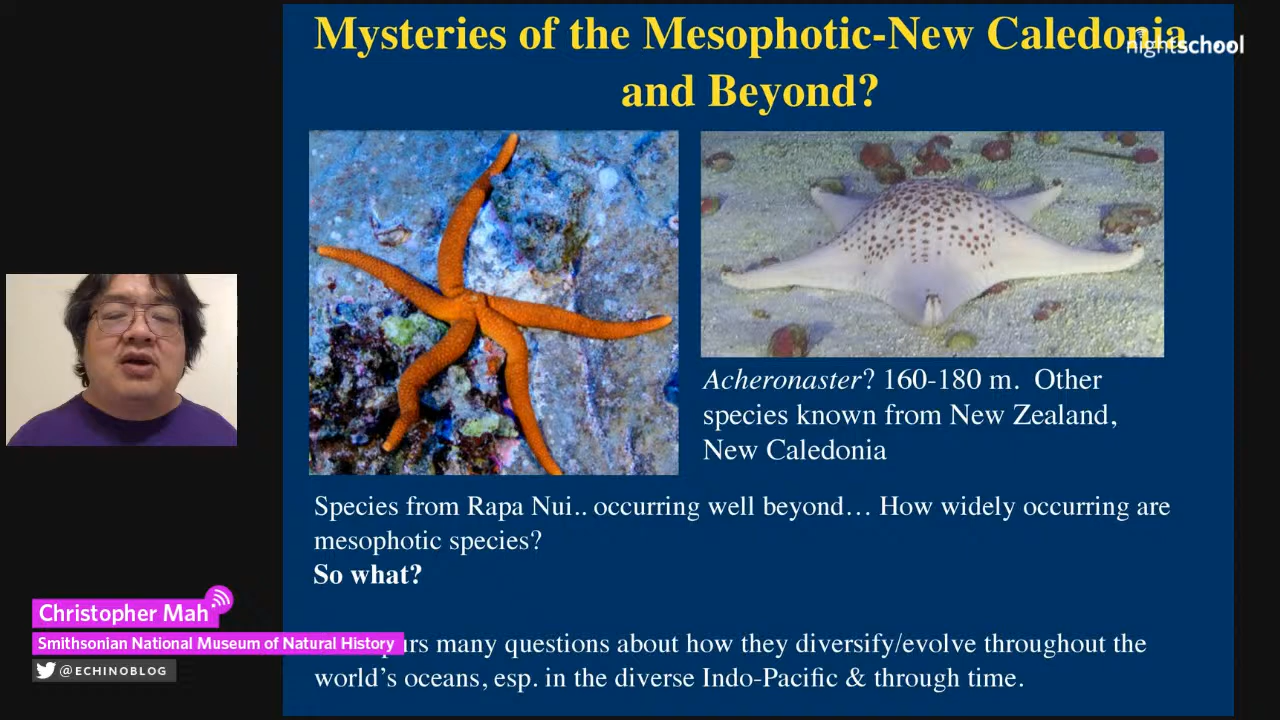 Mysteries of the Mesophotic-New Caledonia
and Beyond?
nightschool
Acheronaster? 160-180 m. Other
species known from New Zealand,
New Caledonia
Species from Rapa Nui.. occurring well beyond… How widely occurring are
mesophotic species?
So what?
Christopher Mah
Smithsonian National Museum of Natural History
many questions about how they diversify/evolve throughout the
world's oceans, esp. in the diverse Indo-Pacific & through time.
@ECHINOBLOG